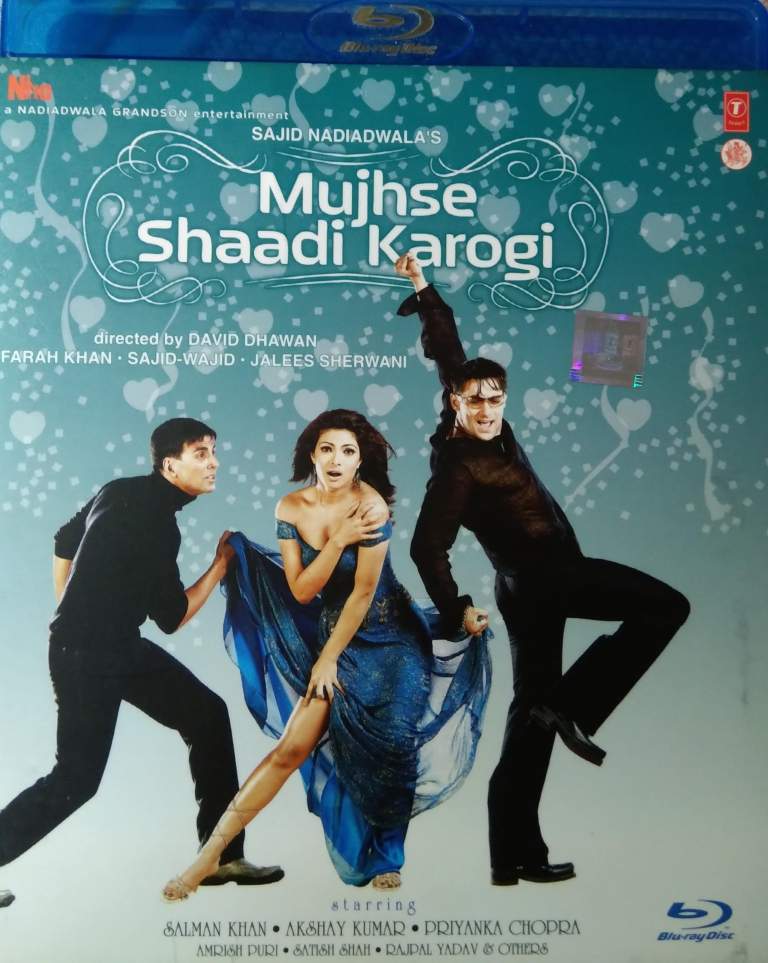 Blu-ray Disc
a NADIADWALA GRANDSON entertainment
SAJID NADIADWALA'S
Mujhse
Shaadi Karogi
directed by DAVID DHAWAN
FARAH KHAN · SAJID-WAJID · JALEES SHERWANI
starring
SALMAN KHAN • AKSHAY KUMAR • PRIYANKA CHOPRA
AMRISH PURI • SATISH SHAH • RAJPAL YADAV & OTHERS
Blu-ray Disc